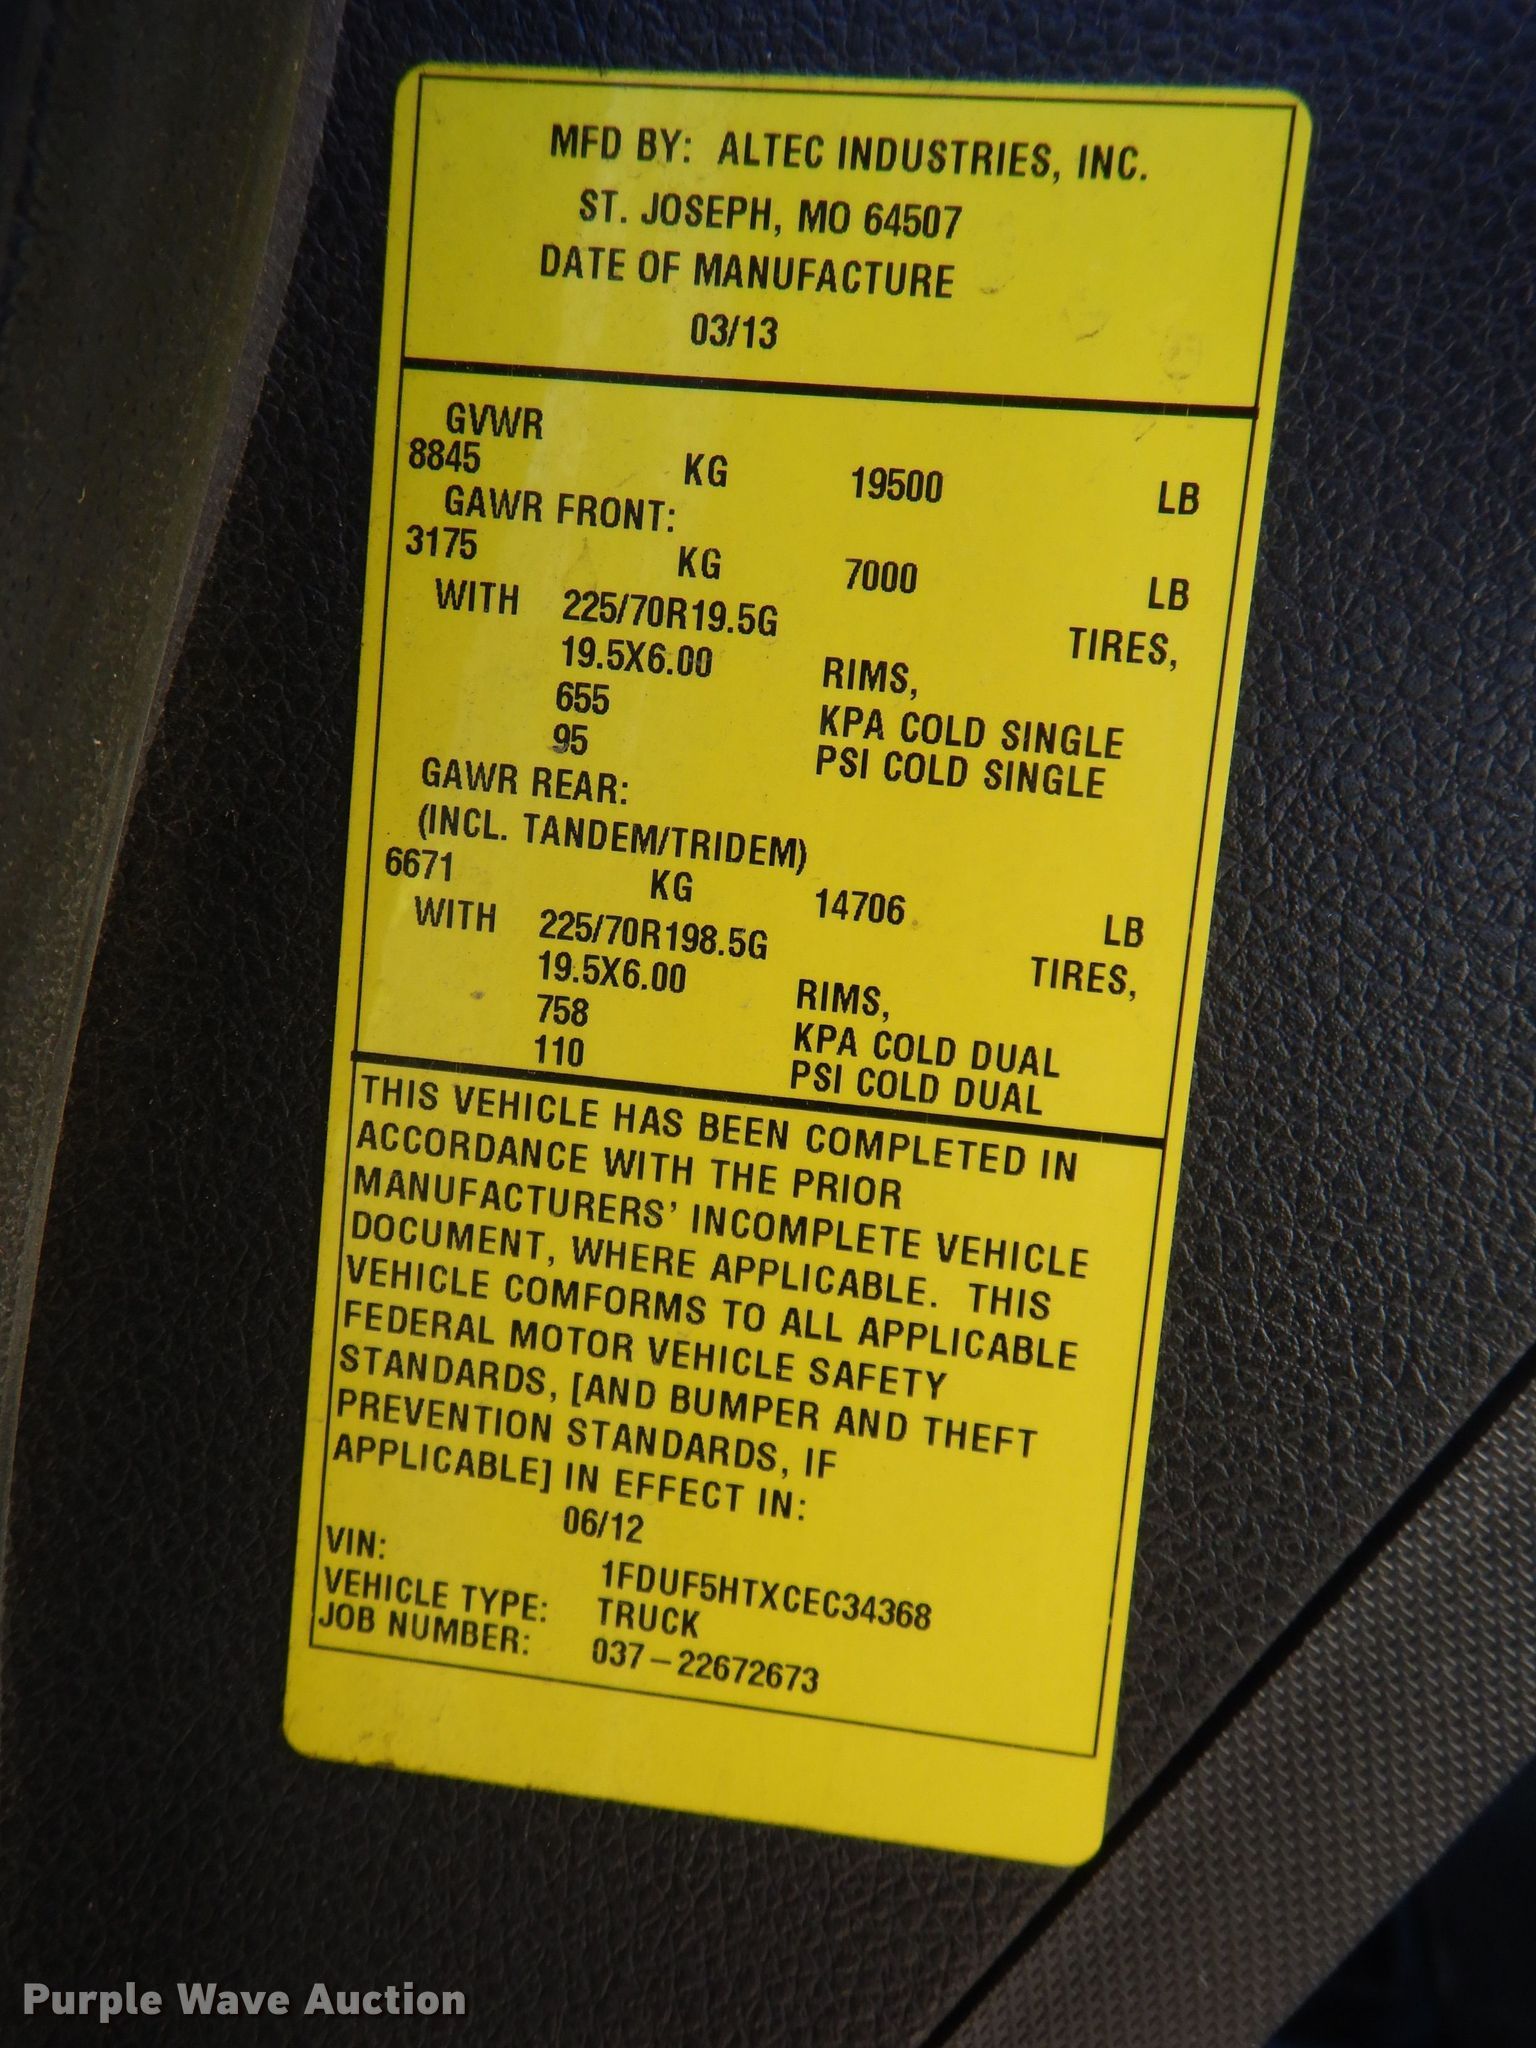 MFD BY: ALTEC INDUSTRIES, INC.
ST. JOSEPH, MO 64507
DATE OF MANUFACTURE
03/13
GVWR
8845 KG 19500 LB
GAWR FRONT:
3175 KG 7000 LB
WITH 225/70R19.5G TIRES,
19.5X6.00 RIMS,
655 KPA COLD SINGLE
95 PSI COLD SINGLE
GAWR REAR:
(INCL. TANDEM/TRIDEM)
6671 KG 14706 LB
WITH 225/70R198.5G TIRES,
19.5X6.00 RIMS,
758 KPA COLD DUAL
110 PSI COLD DUAL
THIS VEHICLE HAS BEEN COMPLETED IN
ACCORDANCE WITH THE PRIOR
MANUFACTURERS' INCOMPLETE VEHICLE
DOCUMENT, WHERE APPLICABLE. THIS
VEHICLE COMFORMS TO ALL APPLICABLE
FEDERAL MOTOR VEHICLE SAFETY
STANDARDS, [AND BUMPER AND THEFT
PREVENTION STANDARDS, IF
APPLICABLE] IN EFFECT IN:
06/12
VIN: 1FDUF5HTXCEC34368
VEHICLE TYPE: TRUCK
JOB NUMBER: 037-22672673
Purple Wave Auction